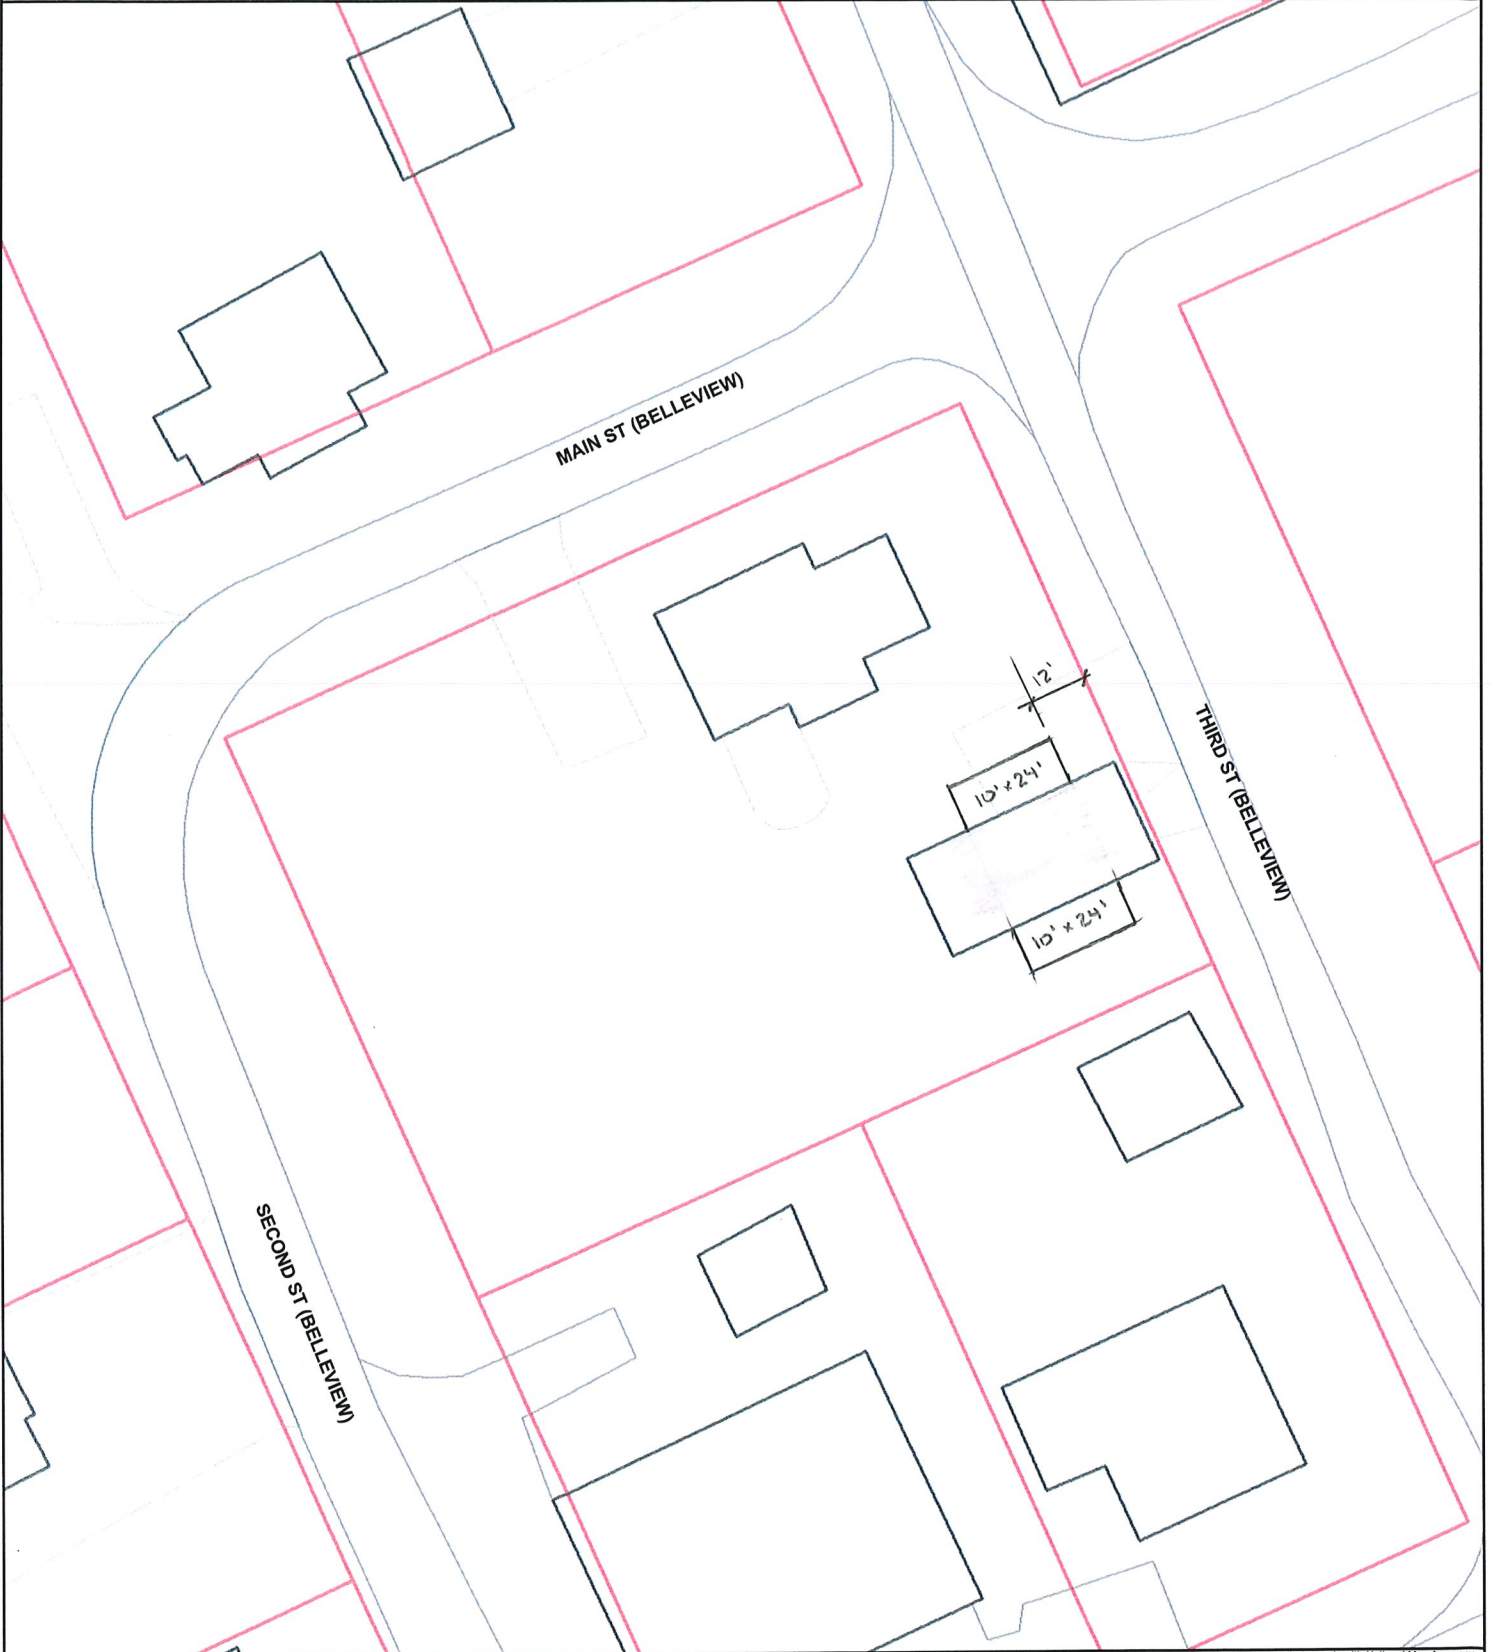 MAIN ST (BELLEVIEW)
12'
10' x 24'
THIRD ST (BELLEVIEW)
10' x 24'
SECOND ST (BELLEVIEW)